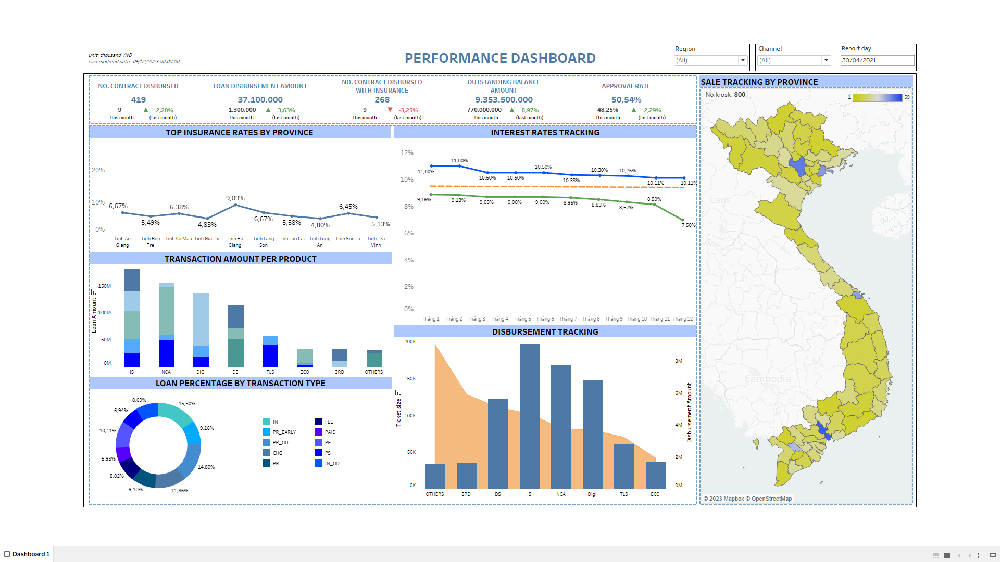 Unit: thousand VND
Last modified date: 06/04/2023 00:00:00
PERFORMANCE DASHBOARD
Region
(All)
Channel
(All)
Report day
30/04/2021
NO. CONTRACT DISBURSED
419
9
2,20%
This month
(last month)
LOAN DISBURSEMENT AMOUNT
37.100.000
1.300.000
3,63%
This month
(last month)
NO. CONTRACT DISBURSED
WITH INSURANCE
268
-9
-3,25%
This month
(last month)
OUTSTANDING BALANCE
AMOUNT
9.353.500.000
770.000.000
8,97%
This month
(last month)
APPROVAL RATE
50,54%
48,25%
2,29%
This month
(last month)
TOP INSURANCE RATES BY PROVINCE
20%
10%
0%
6,67%
5,49%
6,38%
4,83%
9,09%
6,67%
5,58%
4,80%
6,45%
5,13%
Tinh An
Giang
Tinh Ben
Tre
Tinh Ca Mau
Tinh Gia Lai
Tinh Ha
Giang
Tinh Lang
Son
Tinh Lao Cai
Tinh Long
An
Tinh Son La
Tinh Tra
Vinh
TRANSACTION AMOUNT PER PRODUCT
Loan Amount
150M
100M
50M
0M
IS
NCA
DiGi
DS
TLS
ECO
3RD
OTHERS
LOAN PERCENTAGE BY TRANSACTION TYPE
8,69%
15,30%
6,94%
9,16%
10,11%
5,93%
14,89%
8,02%
9,10%
11,86%
IN
PR_EARLY
PR_OD
CHG
PR
FEE
PAID
PE
PS
IN_OD
INTEREST RATES TRACKING
12%
10%
8%
6%
4%
2%
0%
11,00%
11,00%
10,50%
10,50%
10,50%
10,33%
10,30%
10,25%
10,11%
10,11%
9,16%
9,13%
9,00%
9,00%
9,00%
8,95%
8,83%
8,67%
8,50%
7,50%
Tháng 1
Tháng 2
Tháng 3
Tháng 4
Tháng 5
Tháng 6
Tháng 7
Tháng 8
Tháng 9
Tháng 10
Tháng 11
Tháng 12
DISBURSEMENT TRACKING
Ticket size
200K
150K
100K
50K
0K
8M
6M
4M
2M
0M
Disbursement Amount
OTHERS
3RD
DS
IS
NCA
Digi
TLS
ECO
SALE TRACKING BY PROVINCE
No.kiosk: 800
1
59
Laos
Cambodia
© 2023 Mapbox © OpenStreetMap
Dashboard 1